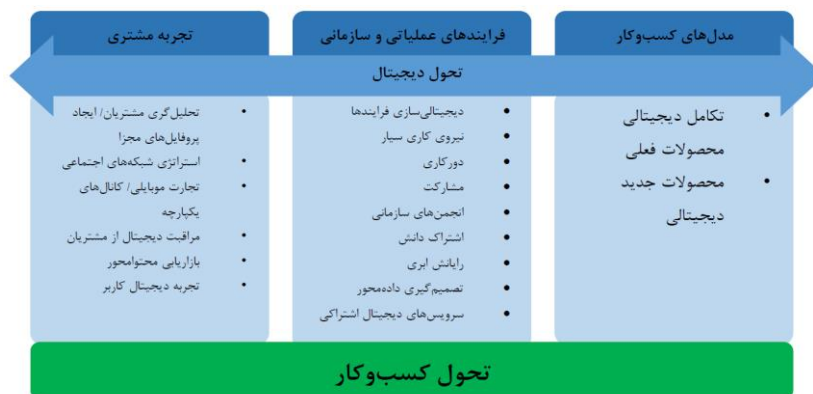 مدل‌های کسب‌وکار
فرایندهای عملیاتی و سازمانی
تجربه مشتری
تحول دیجیتال
• تکامل دیجیتالی
محصولات فعلی
• محصولات جدید
دیجیتالی
• دیجیتالی‌سازی فرایندها
• نیروی کاری سیار
• دورکاری
• مشارکت
• انجمن‌های سازمانی
• اشتراک دانش
• رایانش ابری
• تصمیم‌گیری داده‌محور
• سرویس‌های دیجیتال اشتراکی
• تحلیل‌گری مشتریان/ ایجاد
پروفایل‌های مجزا
• استراتژی شبکه‌های اجتماعی
• تجارت موبایلی/ کانال‌های
یکپارچه
• مراقبت دیجیتال از مشتریان
• بازاریابی محتوامحور
• تجربه دیجیتال کاربر
تحول کسب‌وکار